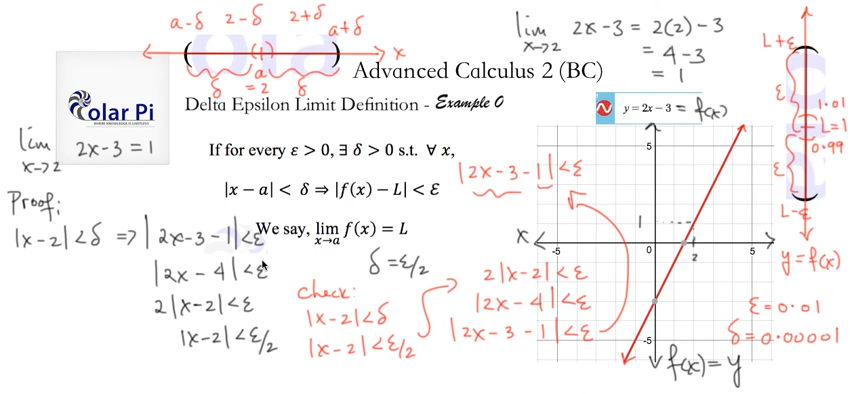 a-δ 2-δ 2+δ a+δ
( ( | ) ) x
δ a δ
= 2
lim 2x-3 = 2(2) - 3
x→2
= 4-3
= 1
Advanced Calculus 2 (BC)
olar Pi
Delta Epsilon Limit Definition - Example 0
y = 2x - 3 = f(x)
lim 2x-3 = 1
x→2
If for every ε > 0, ∃ δ > 0 s.t. ∀ x,
|x − a| < δ ⇒ |f(x) − L| < ε
We say, lim f(x) = L
x→a
|2x-3-1| < ε
Proof:
|x-2| < δ => |2x-3-1| < ε
|2x-4| < ε
2|x-2| < ε
|x-2| < ε/2
δ = ε/2
check:
|x-2| < δ
|x-2| < ε/2
2|x-2| < ε
|2x-4| < ε
|2x-3-1| < ε
5
1
x -5 0 2 5
-5
f(x) = y
L+ε
ε
1.01
L=1
0.99
ε
L-ε
y = f(x)
ε = 0.01
δ = 0.00001